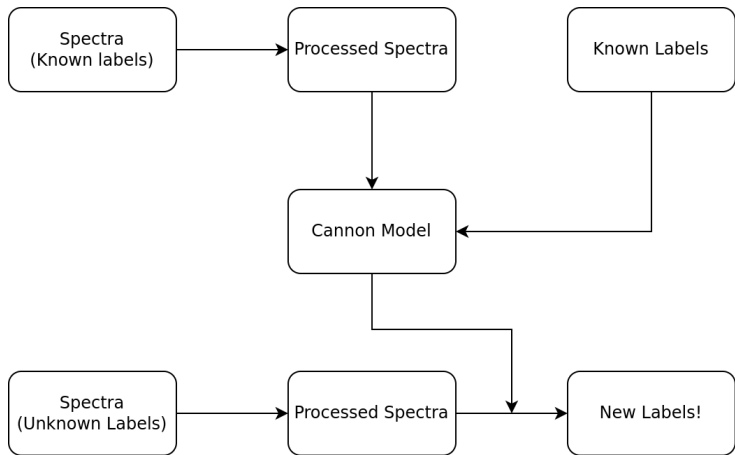 Spectra
(Known labels)
Processed Spectra
Known Labels
Cannon Model
Spectra
(Unknown Labels)
Processed Spectra
New Labels!